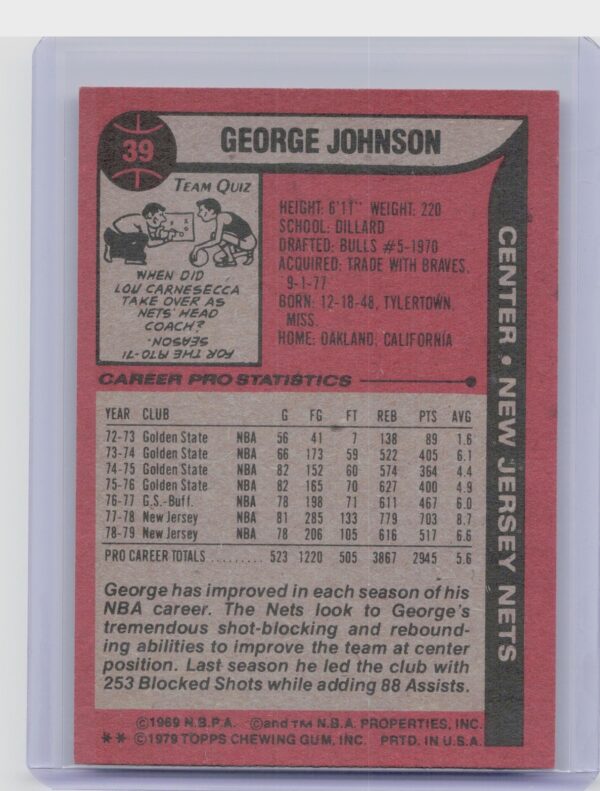 39
GEORGE JOHNSON
TEAM QUIZ
WHEN DID
LOU CARNESECCA
TAKE OVER AS
NETS' HEAD
COACH?
FOR THE 1970-71
SEASON.
HEIGHT: 6'11" WEIGHT: 220
SCHOOL: DILLARD
DRAFTED: BULLS #5-1970
ACQUIRED: TRADE WITH BRAVES,
9-1-77
BORN: 12-18-48, TYLERTOWN,
MISS.
HOME: OAKLAND, CALIFORNIA
CENTER • NEW JERSEY NETS
CAREER PRO STATISTICS
YEAR CLUB G FG FT REB PTS AVG
72-73 Golden State NBA 56 41 7 138 89 1.6
73-74 Golden State NBA 66 173 59 522 405 6.1
74-75 Golden State NBA 82 152 60 574 364 4.4
75-76 Golden State NBA 82 165 70 627 400 4.9
76-77 G.S.-Buff. NBA 78 198 71 611 467 6.0
77-78 New Jersey NBA 81 285 133 779 703 8.7
78-79 New Jersey NBA 78 206 105 616 517 6.6
PRO CAREER TOTALS ......... 523 1220 505 3867 2945 5.6
George has improved in each season of his
NBA career. The Nets look to George's
tremendous shot-blocking and rebound-
ing abilities to improve the team at center
position. Last season he led the club with
253 Blocked Shots while adding 88 Assists.
©1969 N.B.P.A. ©and TM N.B.A. PROPERTIES, INC.
** ©1979 TOPPS CHEWING GUM, INC. PRTD. IN U.S.A.